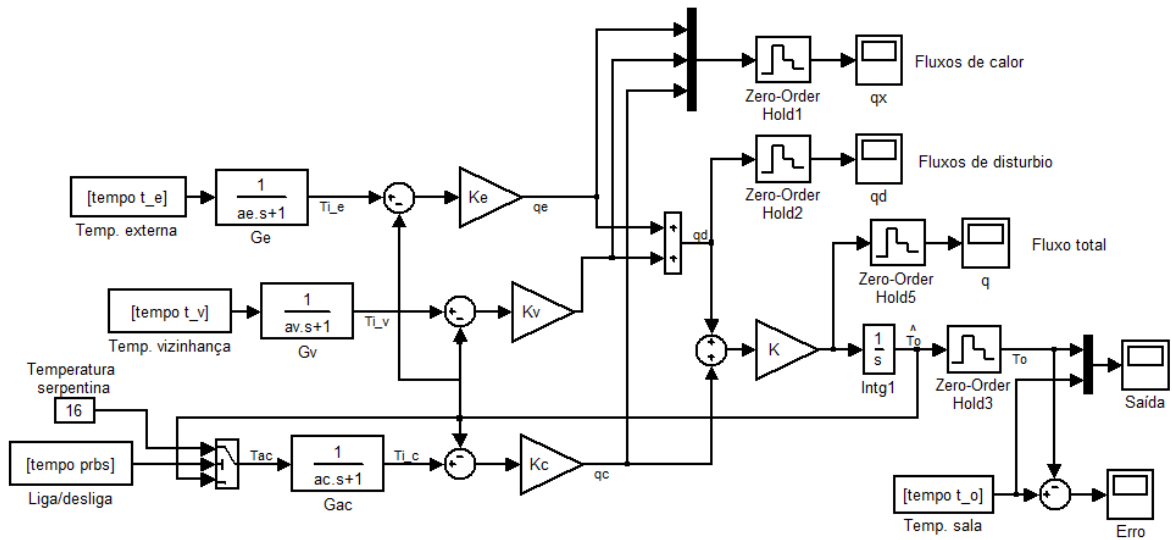 Zero-Order
Hold1
qx
Fluxos de calor
Zero-Order
Hold2
qd
Fluxos de disturbio
[tempo t_e]
Temp. externa
1
ae.s+1
Ge
Ti_e
Ke
qe
qd
Zero-Order
Hold5
q
Fluxo total
[tempo t_v]
Temp. vizinhança
1
av.s+1
Gv
Ti_v
Kv
K
1
s
Intg1
^
To
Zero-Order
Hold3
To
Saída
Temperatura
serpentina
16
[tempo prbs]
Liga/desliga
Tac
1
ac.s+1
Gac
Ti_c
Kc
qc
[tempo t_o]
Temp. sala
Erro